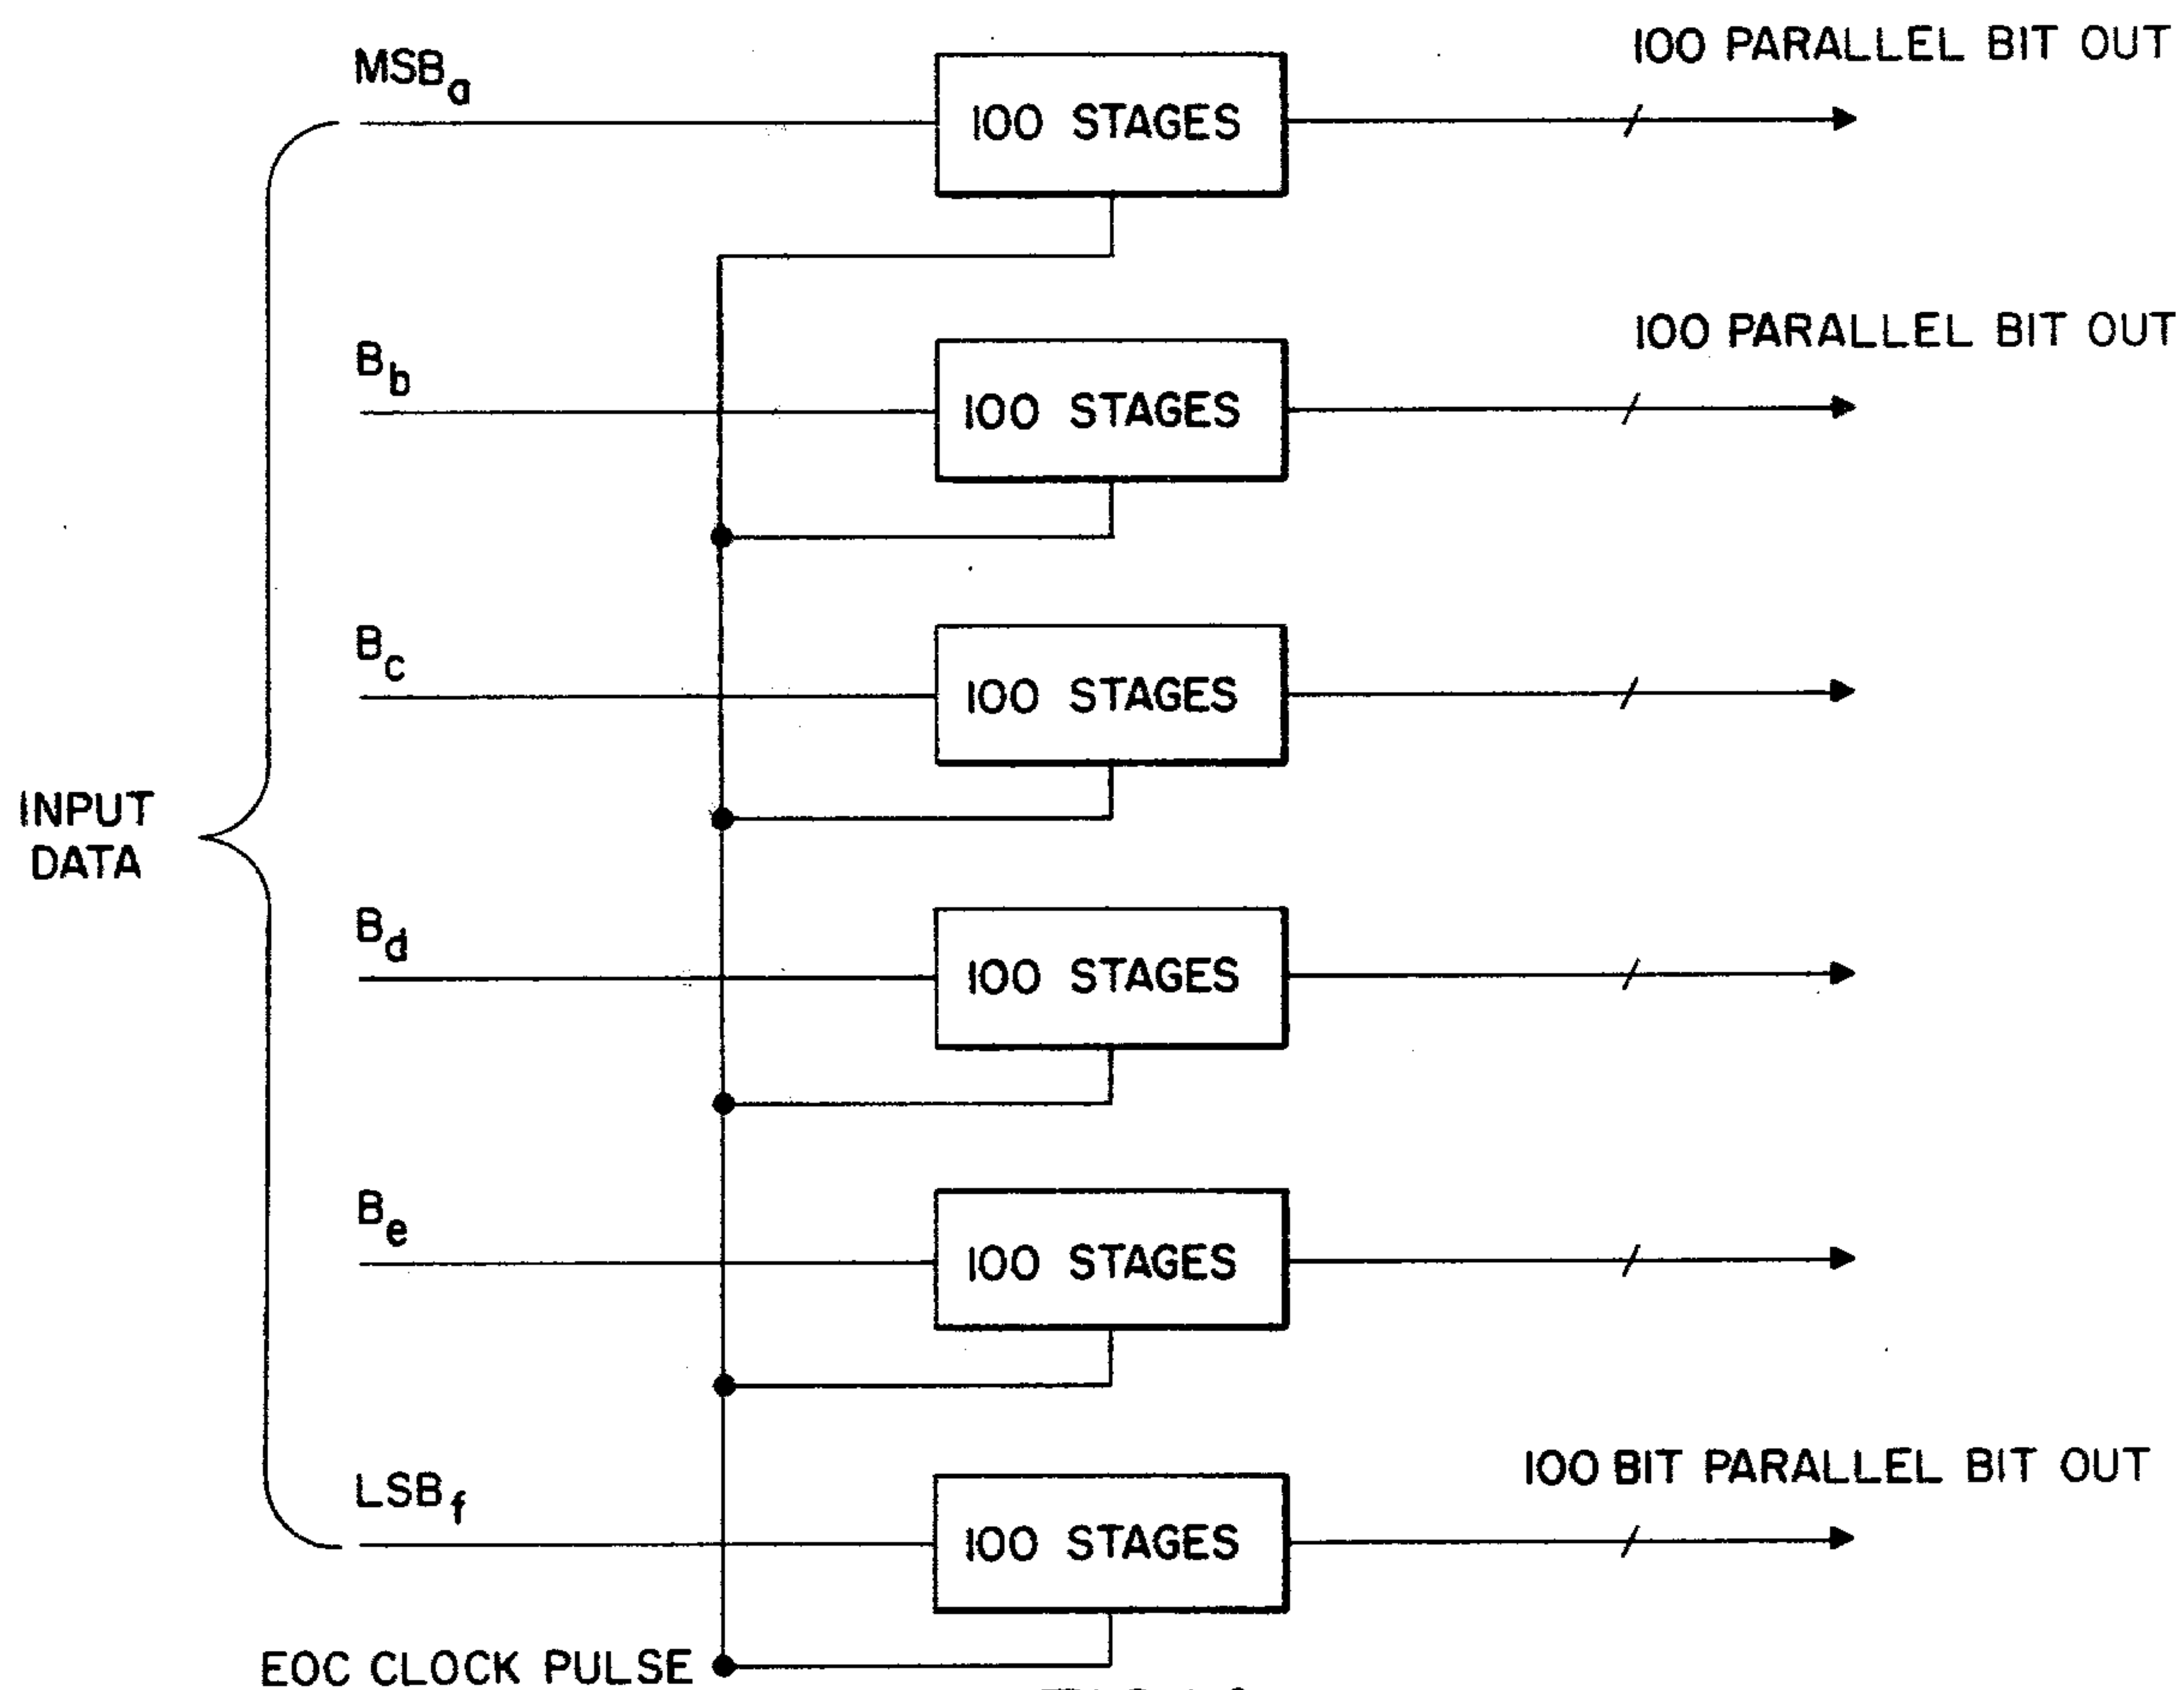 100 PARALLEL BIT OUT
MSBa
100 STAGES
100 PARALLEL BIT OUT
Bb
100 STAGES
Bc
100 STAGES
INPUT
DATA
Bd
100 STAGES
Be
100 STAGES
100 BIT PARALLEL BIT OUT
LSBf
100 STAGES
EOC CLOCK PULSE